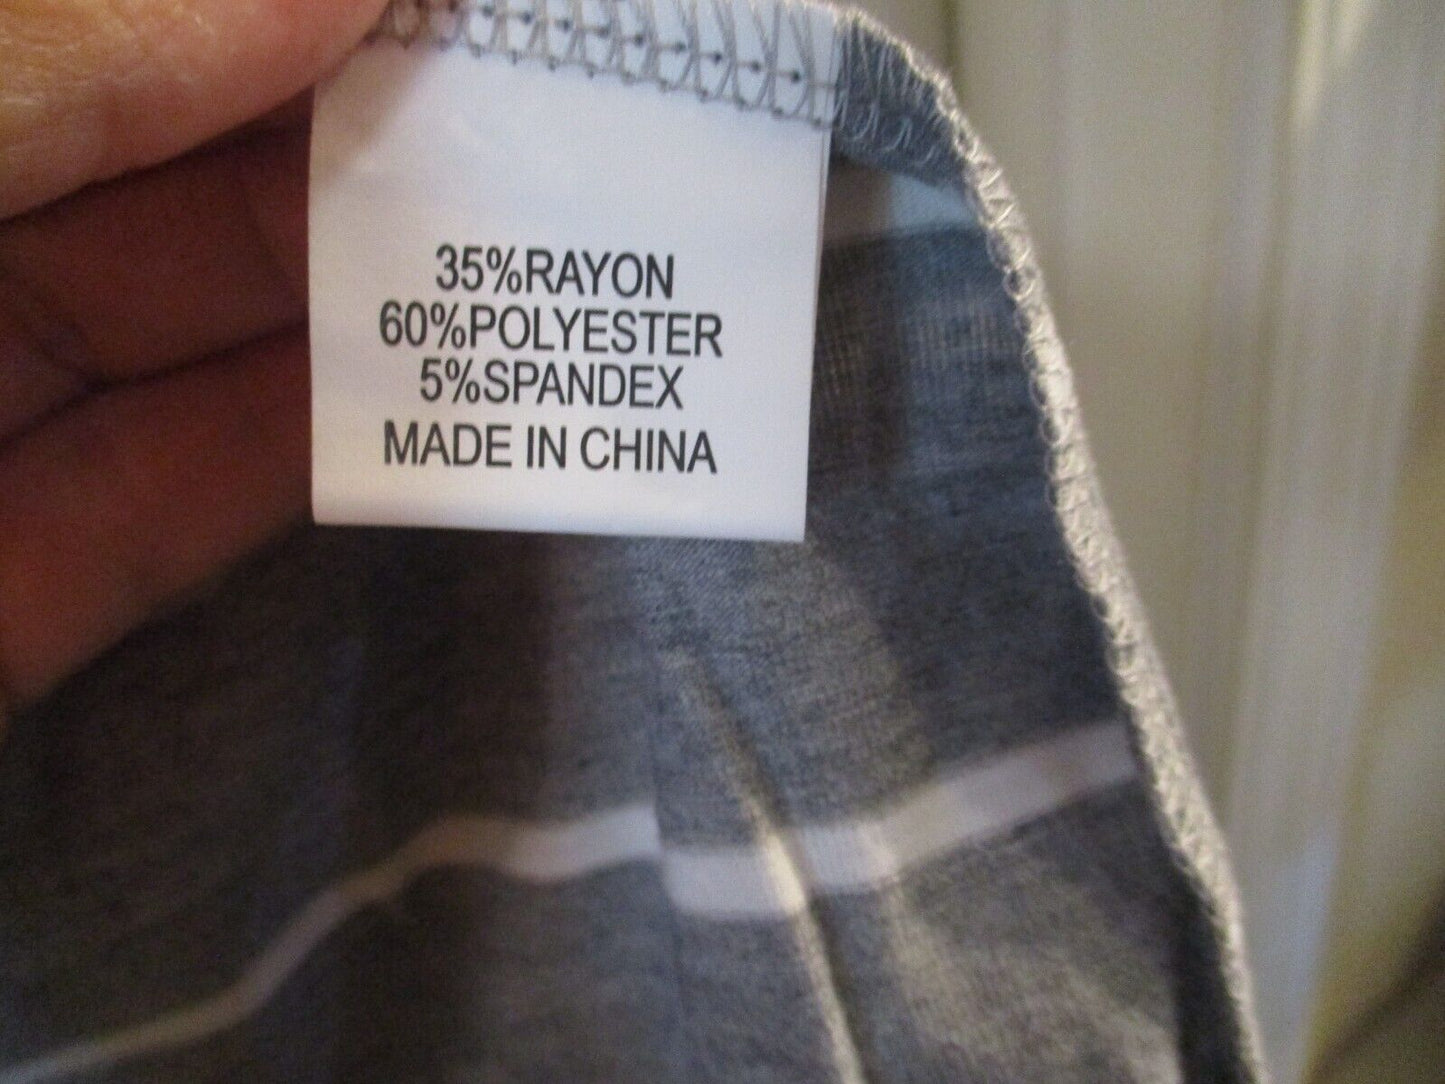 35%RAYON
60%POLYESTER
5%SPANDEX
MADE IN CHINA